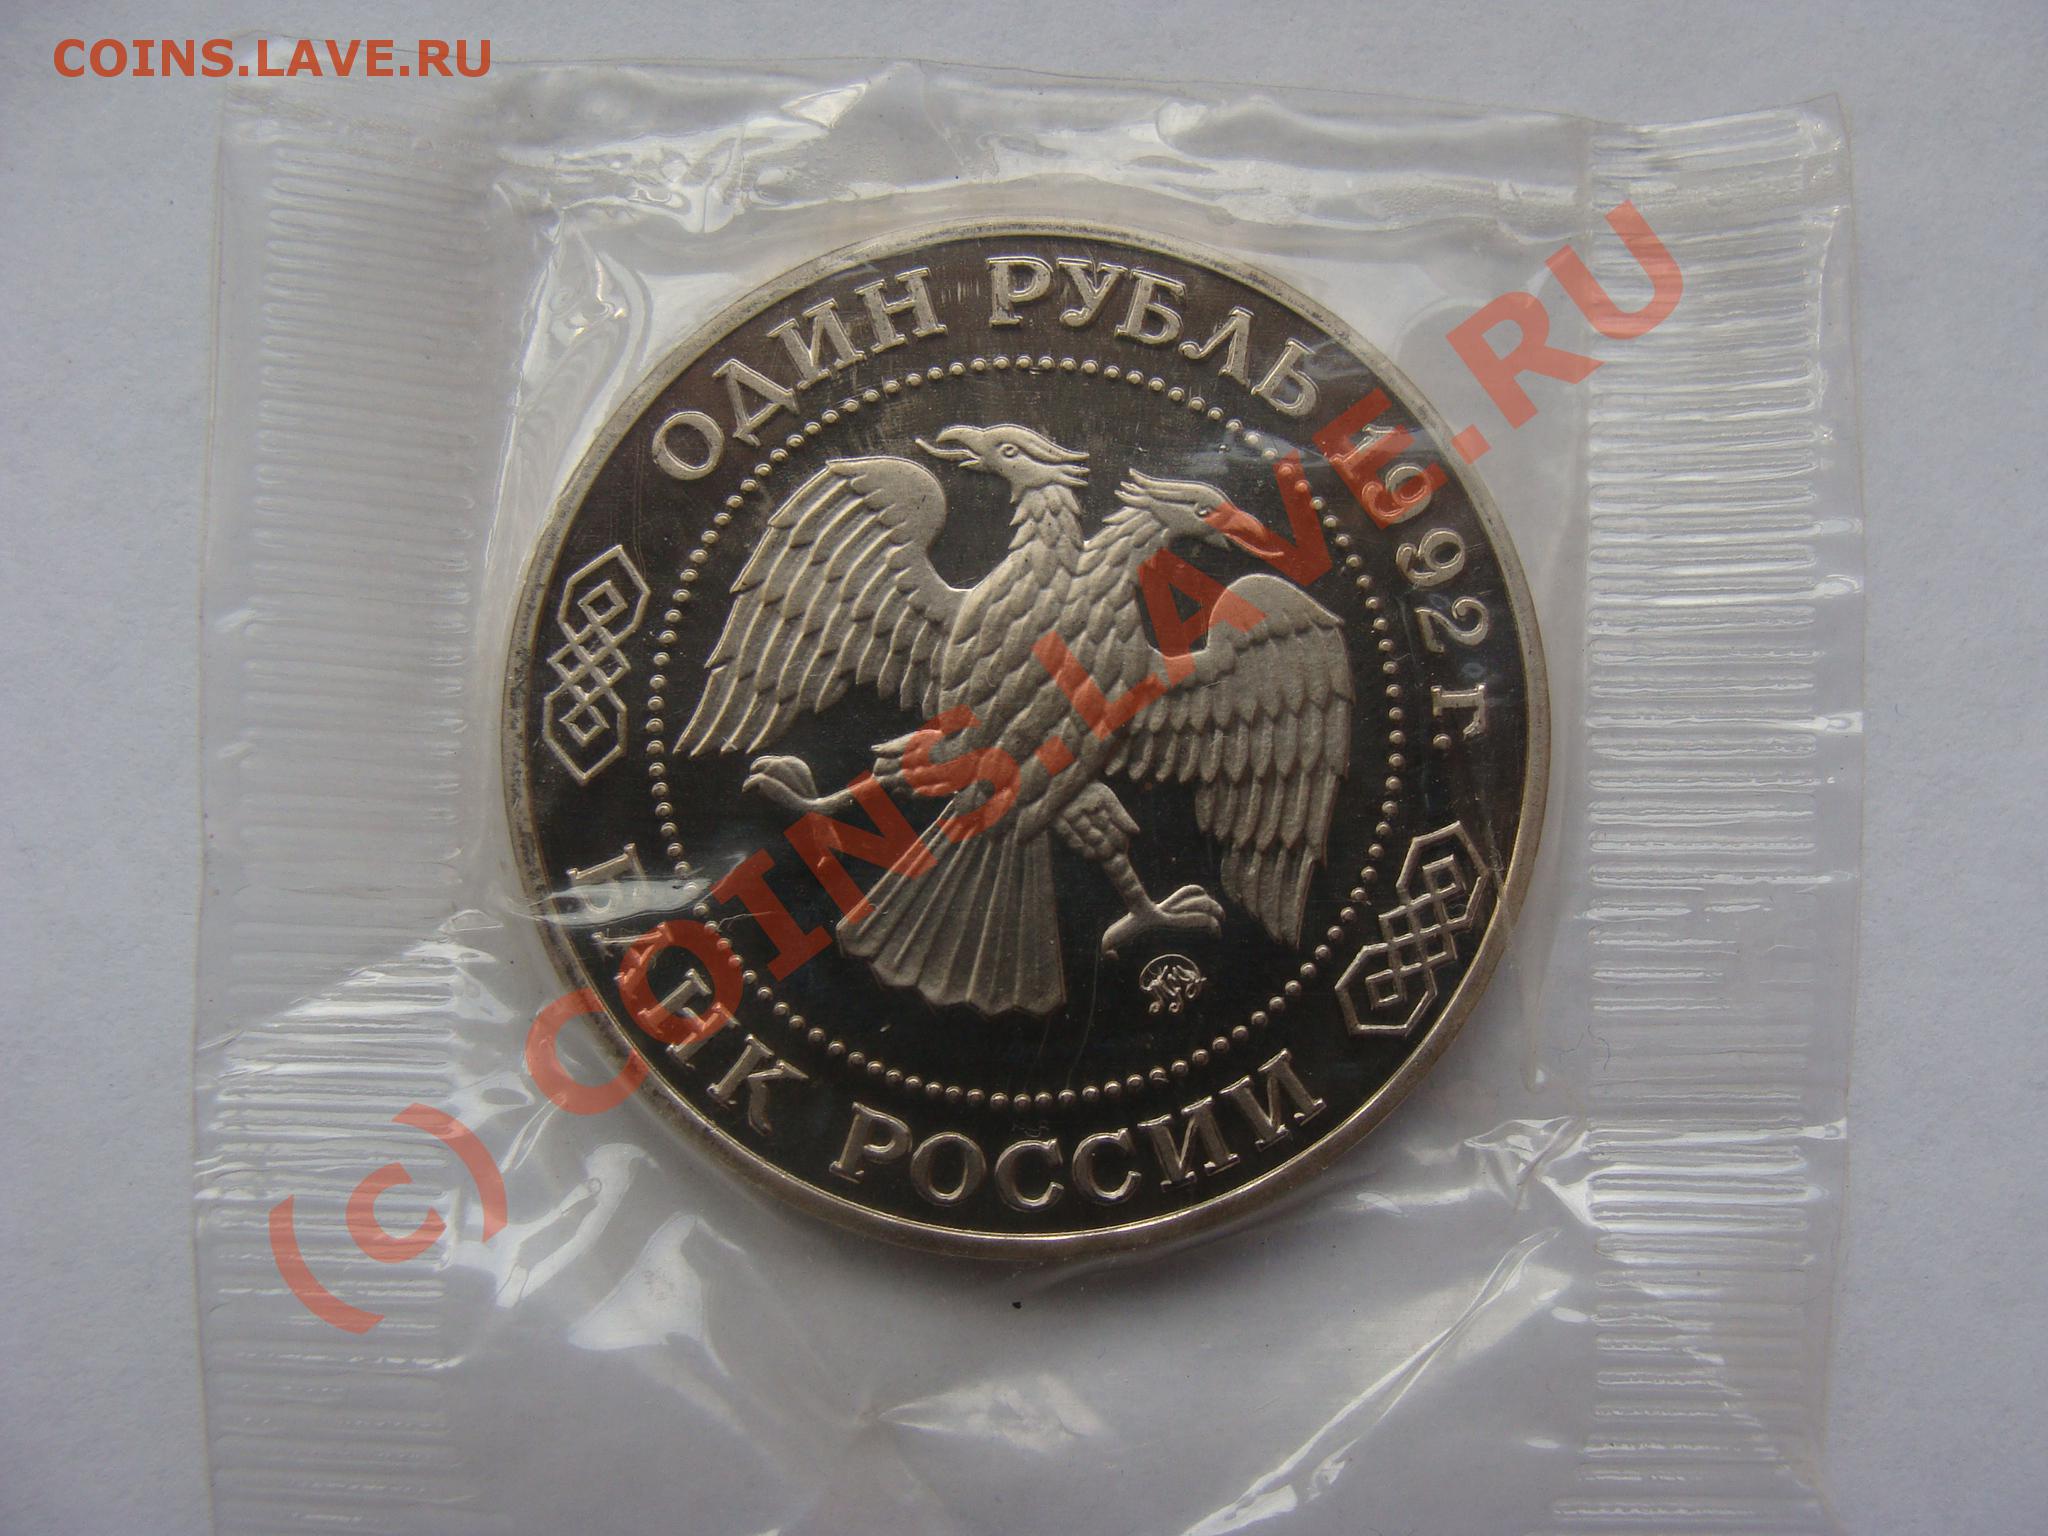 COINS.LAVE.RU
ОДИН РУБЛЬ 1992 г.
БАНК РОССИИ
(c) COINS.LAVE.RU